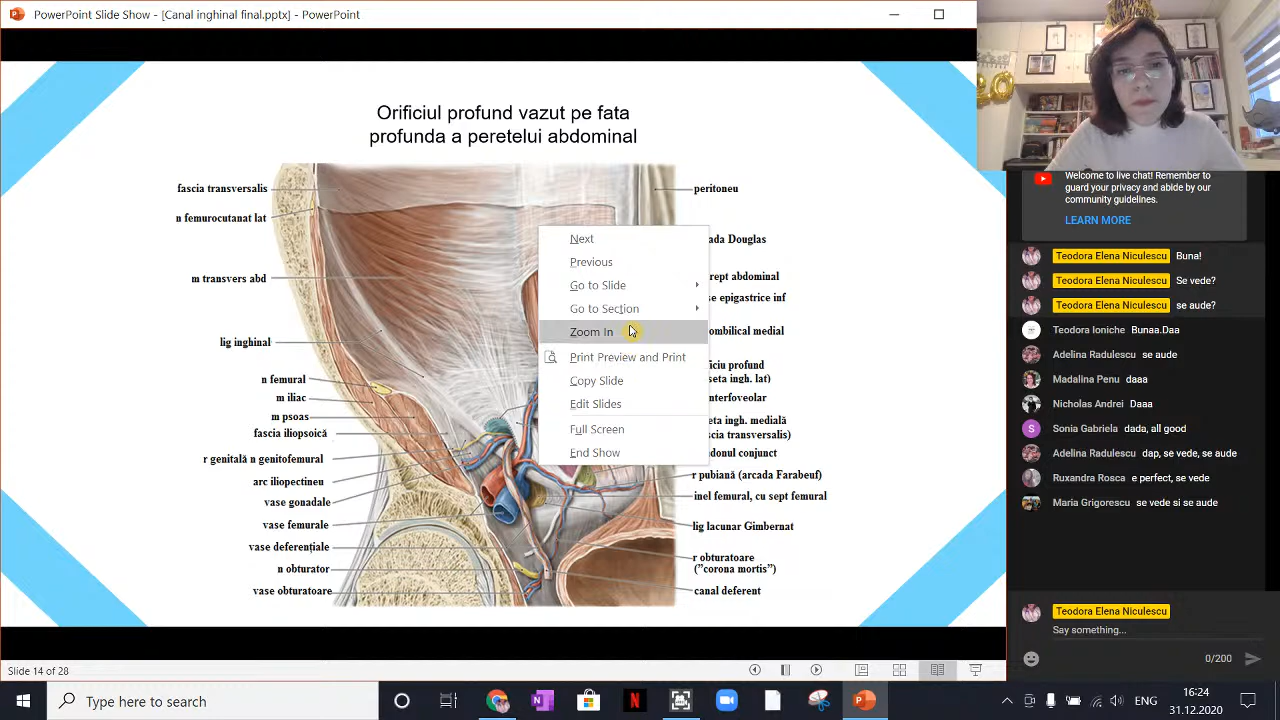 PowerPoint Slide Show - [Canal inghinal final.pptx] - PowerPoint
Orificiul profund vazut pe fata
profunda a peretelui abdominal
fascia transversalis
n femurocutanat lat
m transvers abd
lig inghinal
n femural
m iliac
m psoas
fascia iliopsoică
r genitală n genitofemural
arc iliopectineu
vase gonadale
vase femurale
vase deferențiale
n obturator
vase obturatoare
Next
Previous
Go to Slide
Go to Section
Zoom In
Print Preview and Print
Copy Slide
Edit Slides
Full Screen
End Show
peritoneu
ada Douglas
rept abdominal
se epigastrice inf
ombilical medial
iciu profund
seta ingh. lat)
nterfoveolar
eta ingh. medială
scia transversalis)
donul conjunct
r pubiană (arcada Farabeuf)
inel femural, cu sept femural
lig lacunar Gimbernat
r obturatoare
("corona mortis")
canal deferent
Welcome to live chat! Remember to
guard your privacy and abide by our
community guidelines.
LEARN MORE
Teodora Elena Niculescu Buna!
Teodora Elena Niculescu Se vede?
Teodora Elena Niculescu se aude?
Teodora Ioniche Bunaa.Daa
Adelina Radulescu se aude
Madalina Penu daaa
Nicholas Andrei Daaa
Sonia Gabriela dada, all good
Adelina Radulescu dap, se vede, se aude
Ruxandra Rosca e perfect, se vede
Maria Grigorescu se vede si se aude
Teodora Elena Niculescu
Say something...
0/200
Slide 14 of 28
Type here to search
ENG
16:24
31.12.2020